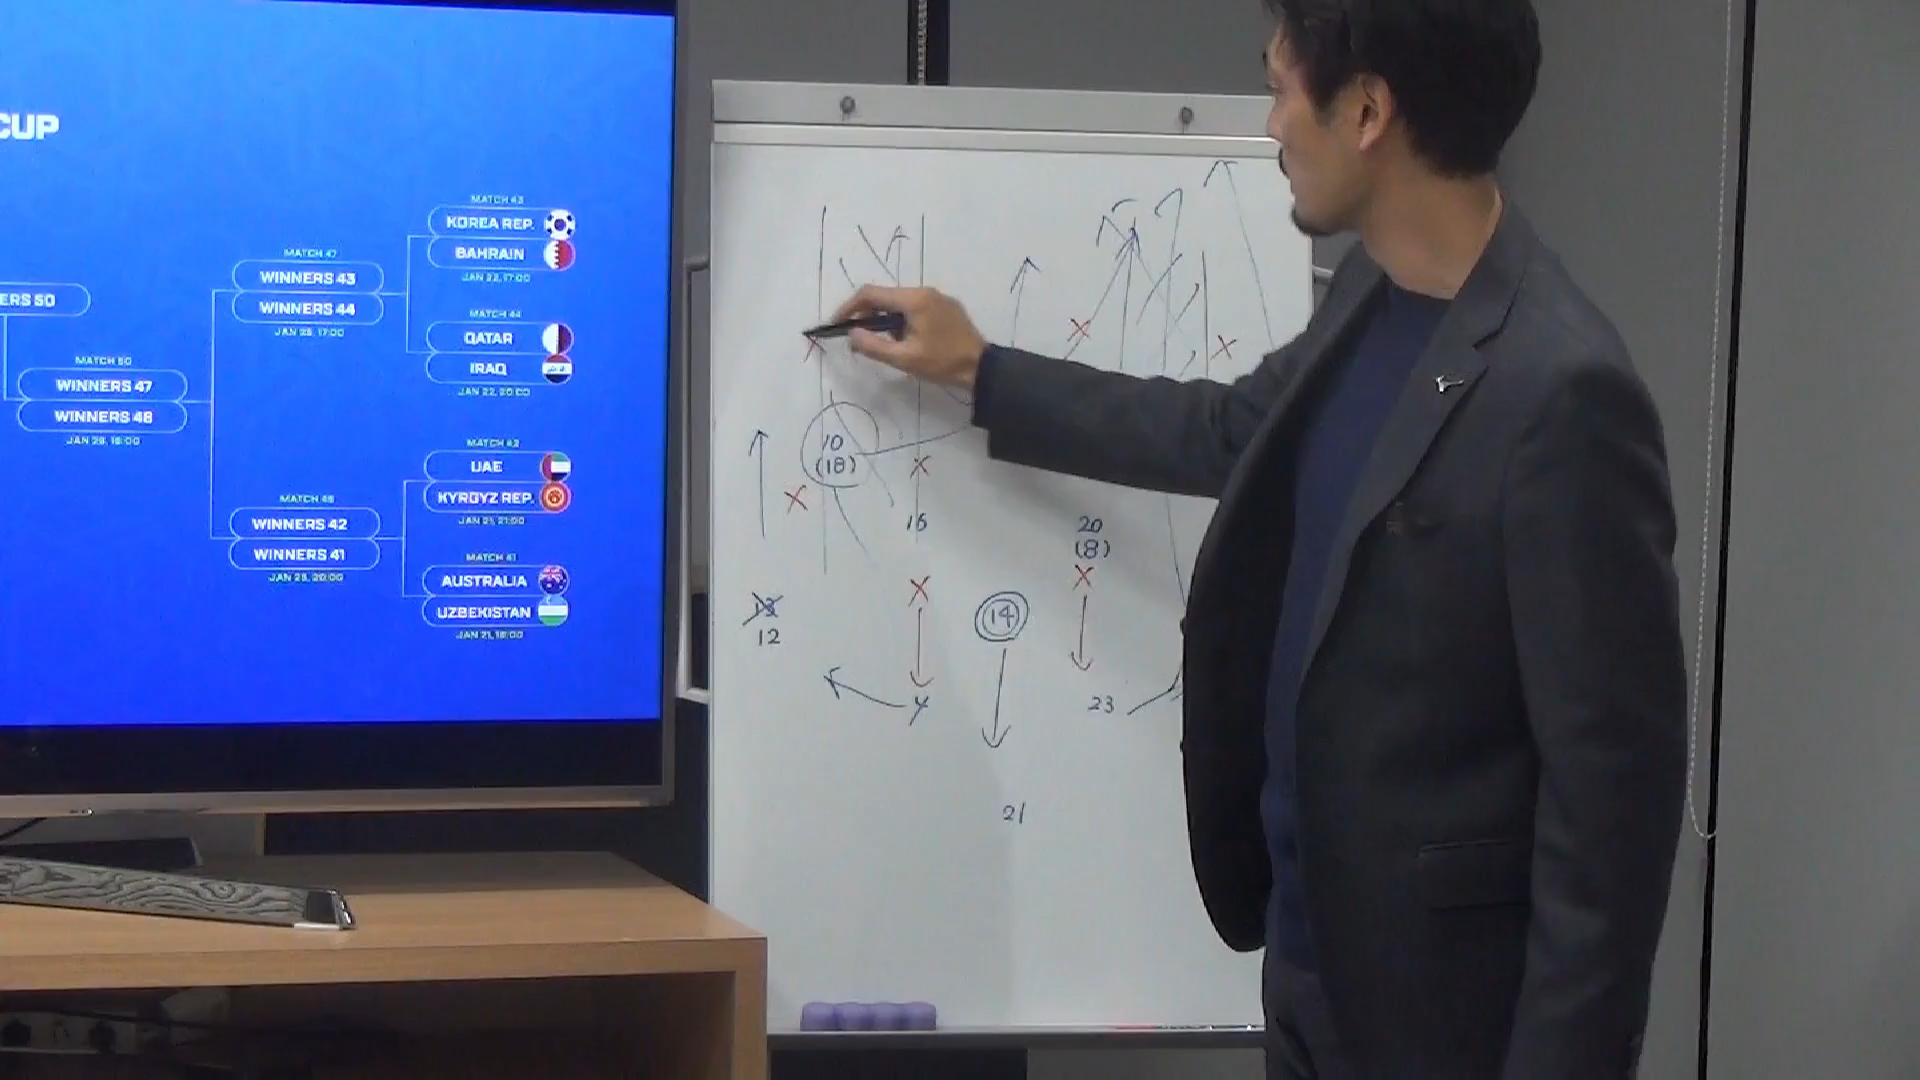 CUP
MATCH 43
KOREA REP.
BAHRAIN
JAN 22, 17:00
MATCH 47
WINNERS 43
WINNERS 44
JAN 25, 17:00
ERS 50
MATCH 44
QATAR
IRAQ
JAN 22, 20:00
MATCH 50
WINNERS 47
WINNERS 48
JAN 29, 18:00
MATCH 42
UAE
KYRGYZ REP.
JAN 21, 21:00
MATCH 48
WINNERS 42
WINNERS 41
JAN 25, 20:00
MATCH 41
AUSTRALIA
UZBEKISTAN
JAN 21, 18:00
10
(18)
16
20
(8)
12
14
4
23
21